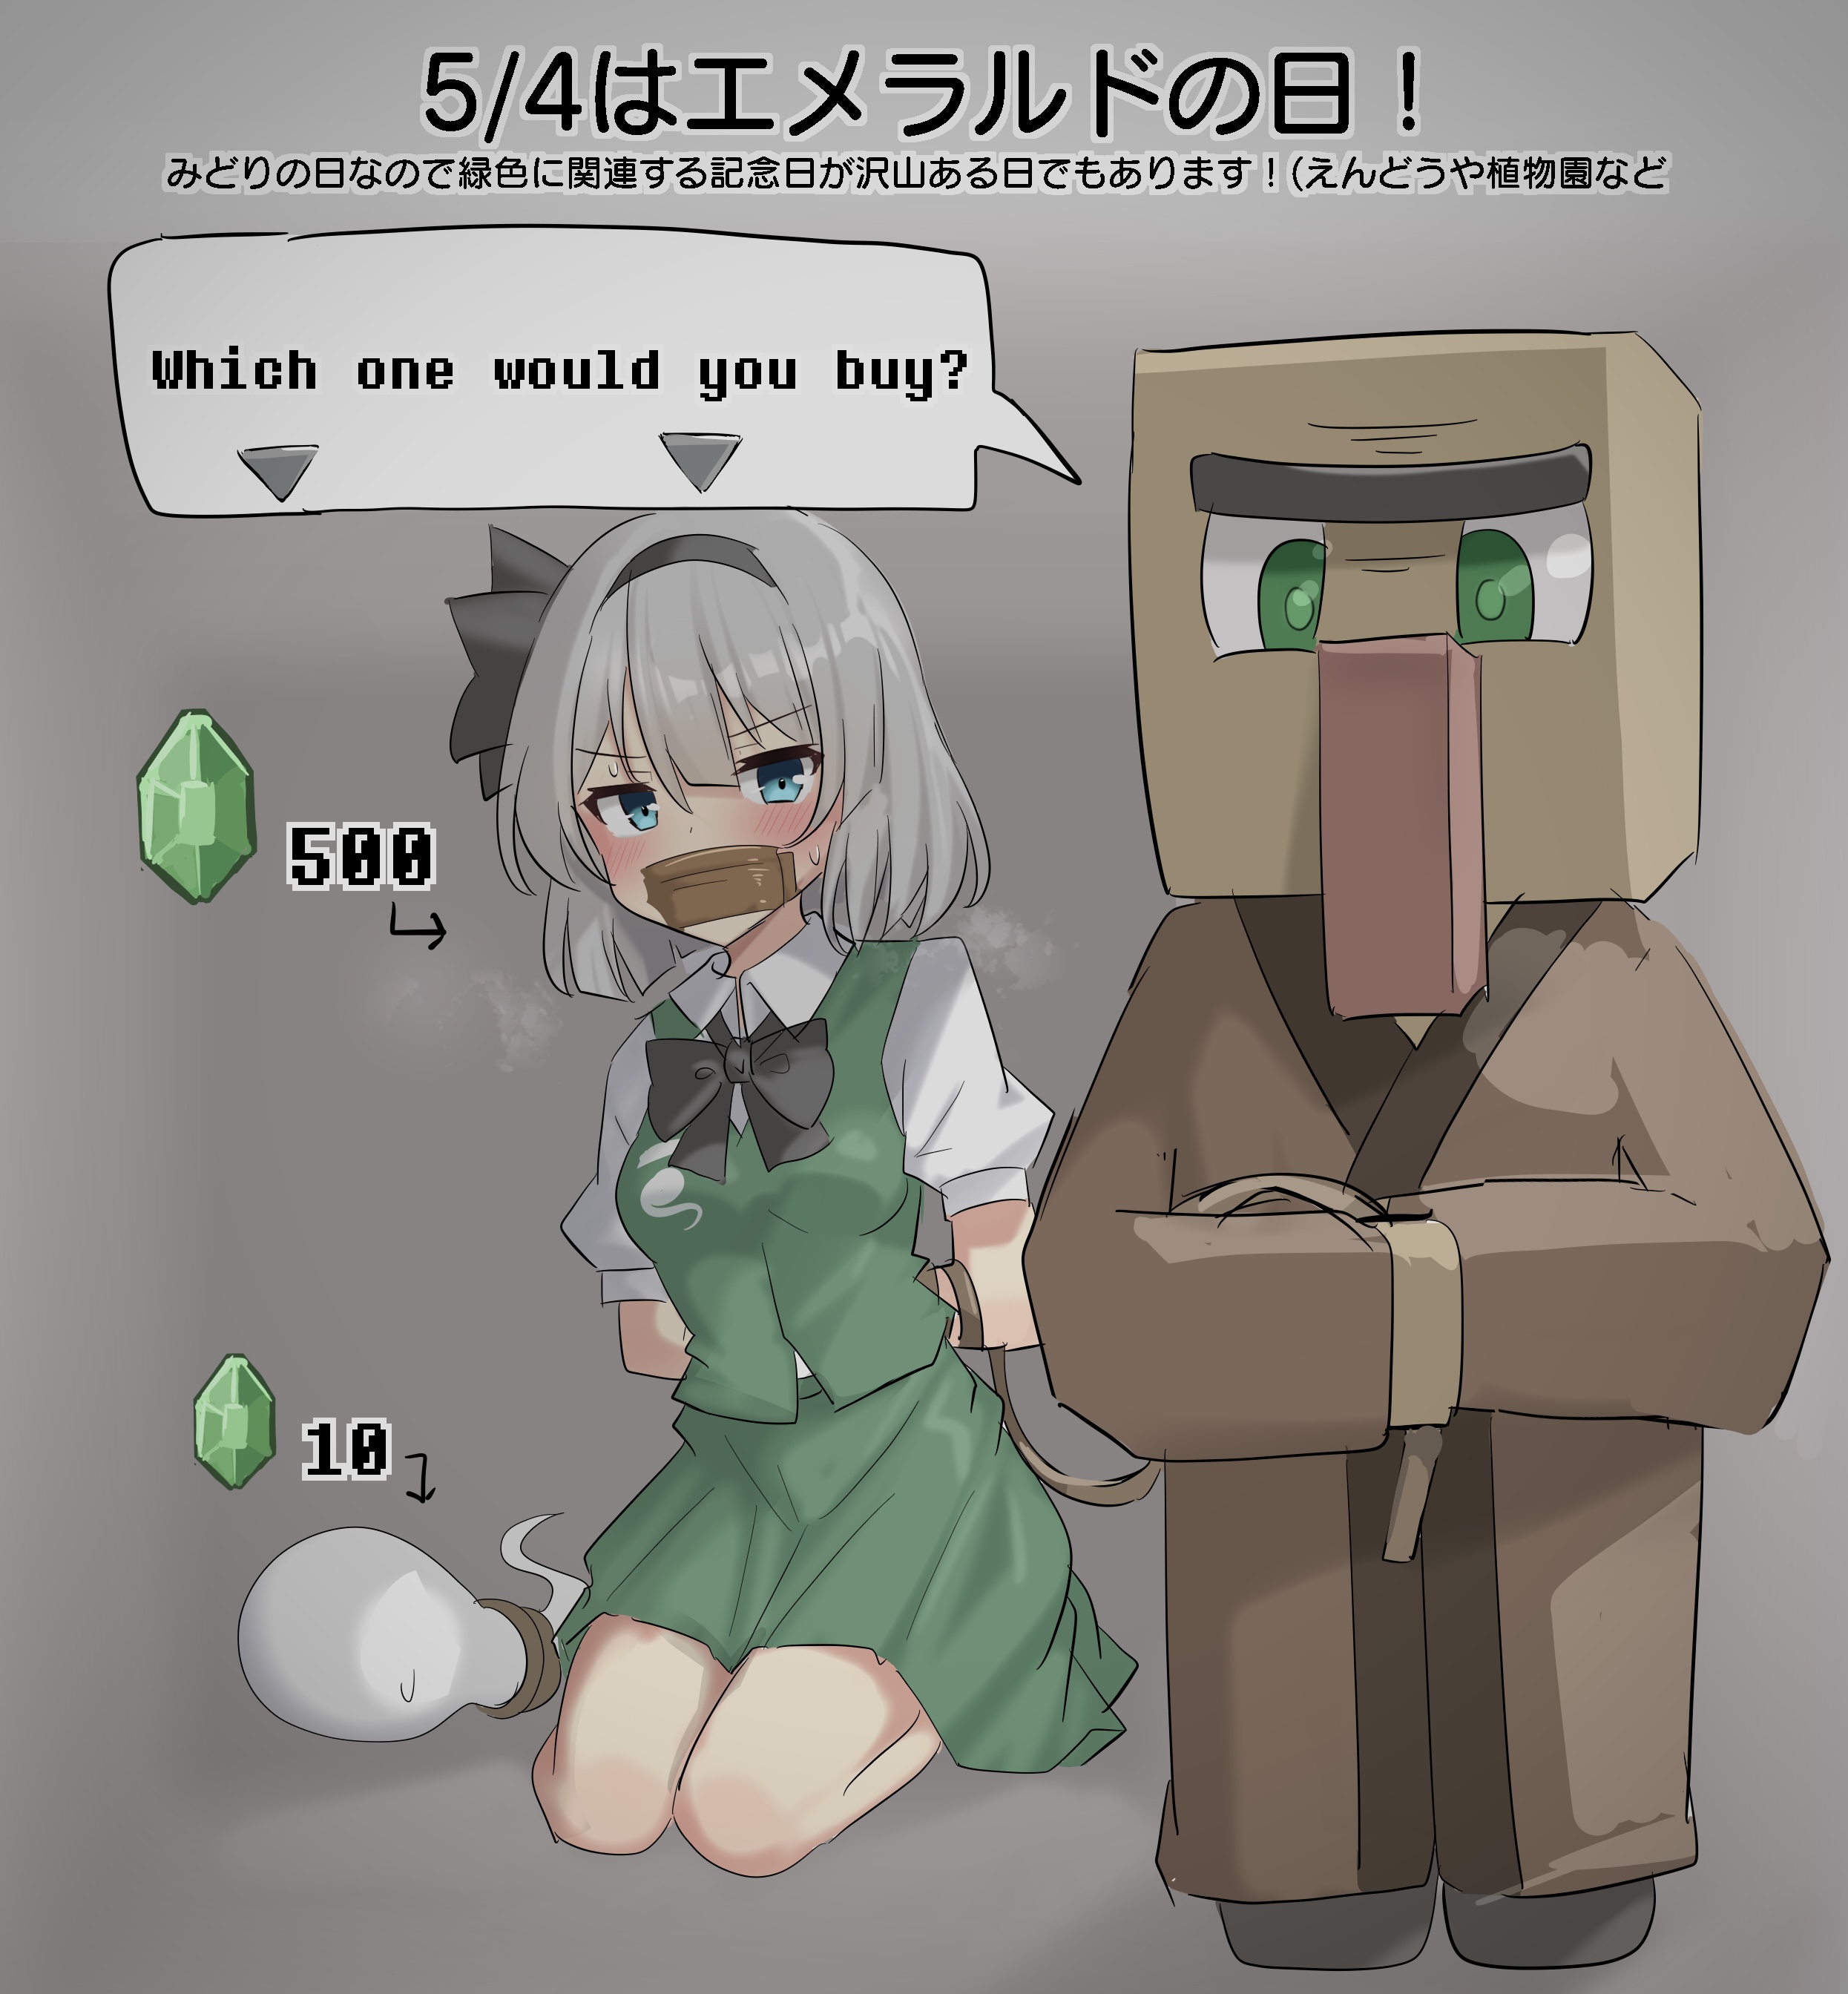 5/4はエメラルドの日！
みどりの日なので緑色に関連する記念日が沢山ある日でもあります！(えんどうや植物園など
Which one would you buy?
500
10